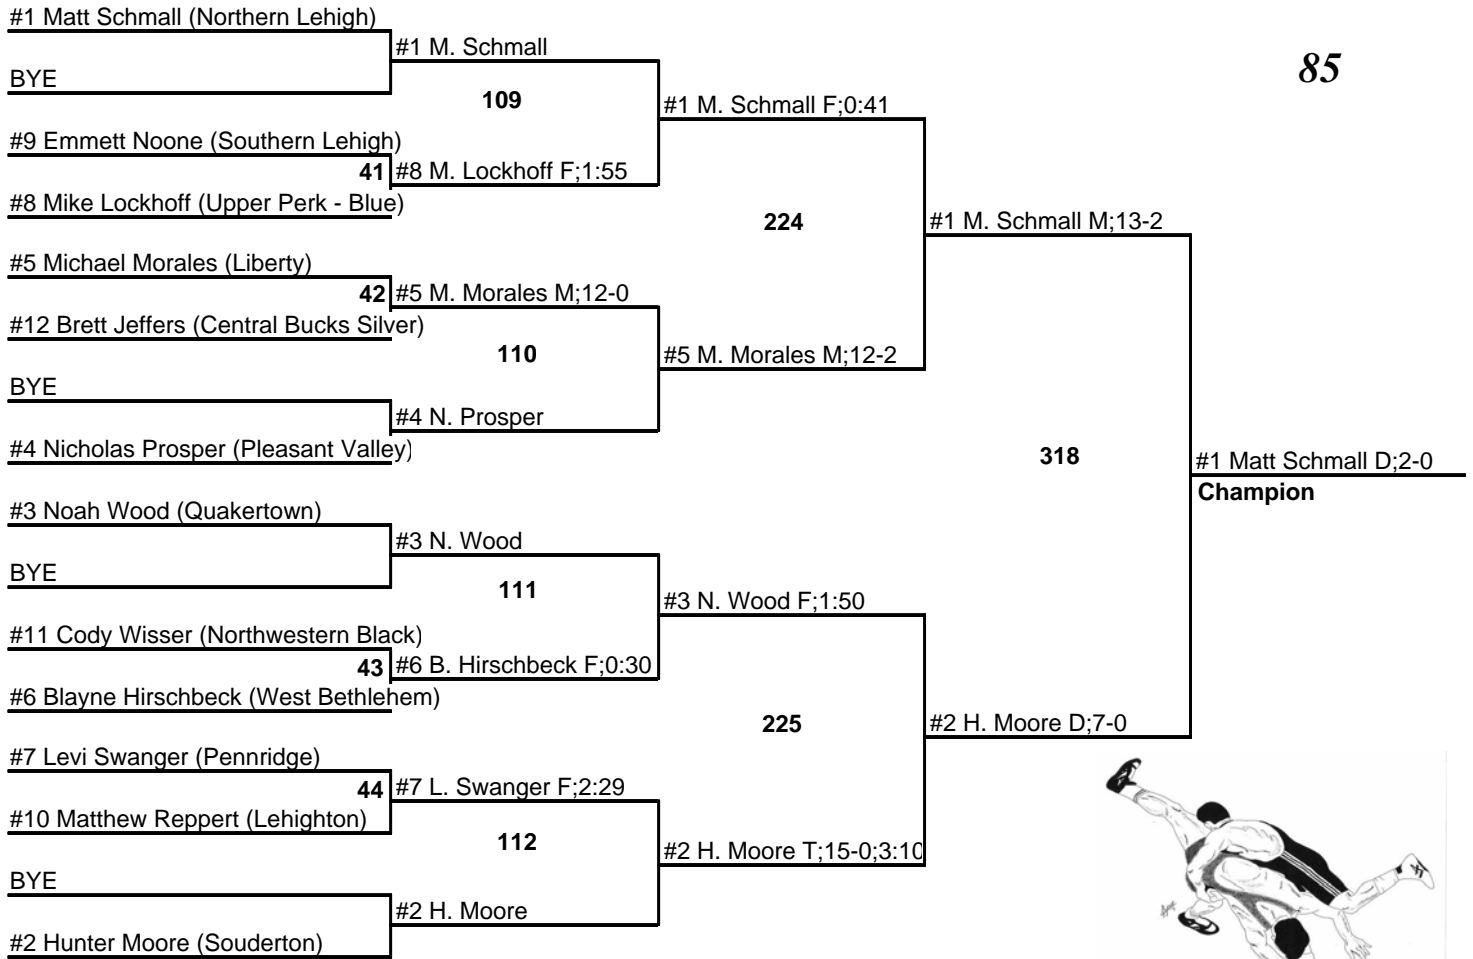 #1 Matt Schmall (Northern Lehigh)
#1 M. Schmall
85
BYE
109
#1 M. Schmall F;0:41
#9 Emmett Noone (Southern Lehigh)
41
#8 M. Lockhoff F;1:55
#8 Mike Lockhoff (Upper Perk - Blue)
224
#1 M. Schmall M;13-2
#5 Michael Morales (Liberty)
42
#5 M. Morales M;12-0
#12 Brett Jeffers (Central Bucks Silver)
110
#5 M. Morales M;12-2
BYE
#4 N. Prosper
#4 Nicholas Prosper (Pleasant Valley)
318
#1 Matt Schmall D;2-0
Champion
#3 Noah Wood (Quakertown)
#3 N. Wood
BYE
111
#3 N. Wood F;1:50
#11 Cody Wisser (Northwestern Black)
43
#6 B. Hirschbeck F;0:30
#6 Blayne Hirschbeck (West Bethlehem)
225
#2 H. Moore D;7-0
#7 Levi Swanger (Pennridge)
44
#7 L. Swanger F;2:29
#10 Matthew Reppert (Lehighton)
112
#2 H. Moore T;15-0;3:10
BYE
#2 H. Moore
#2 Hunter Moore (Souderton)